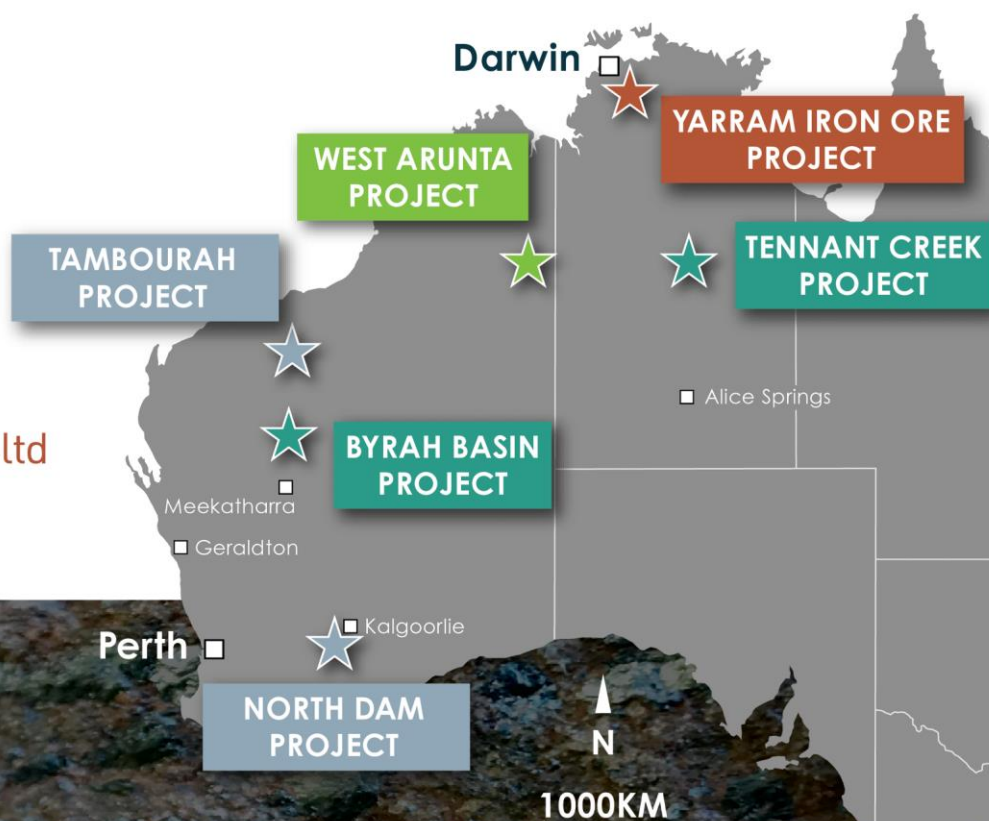 Darwin
YARRAM IRON ORE
PROJECT
WEST ARUNTA
PROJECT
TAMBOURAH
PROJECT
TENNANT CREEK
PROJECT
Alice Springs
ltd
BYRAH BASIN
PROJECT
Meekatharra
Geraldton
Kalgoorlie
Perth
NORTH DAM
PROJECT
N
1000KM